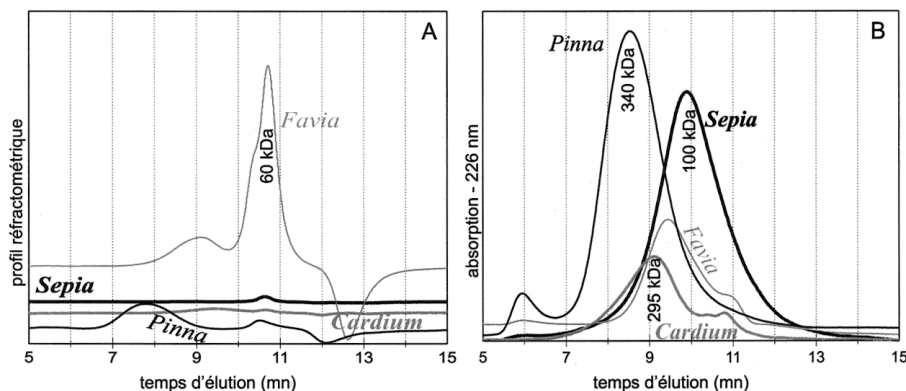 A
profil réfractométrique
Favia
60 kDa
Sepia
Pinna
Cardium
5 7 9 11 13 15
temps d'élution (mn)
B
absorption - 226 nm
Pinna
340 kDa
Sepia
100 kDa
Favia
295 kDa
Cardium
5 7 9 11 13 15
temps d'élution (mn)